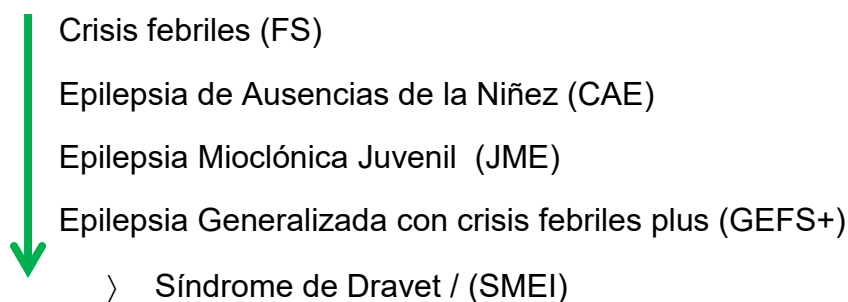 Crisis febriles (FS)
Epilepsia de Ausencias de la Niñez (CAE)
Epilepsia Mioclónica Juvenil  (JME)
Epilepsia Generalizada con crisis febriles plus (GEFS+)
〉 Síndrome de Dravet / (SMEI)